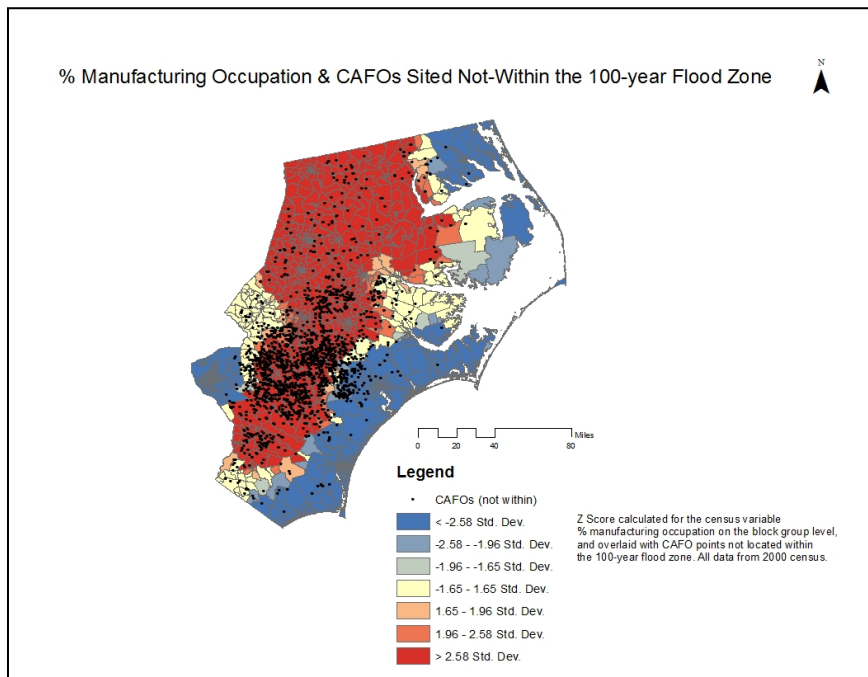 % Manufacturing Occupation & CAFOs Sited Not-Within the 100-year Flood Zone
N
Miles
0 10 20 40 80
Legend
CAFOs (not within)
< -2.58 Std. Dev.
-2.58 - -1.96 Std. Dev.
-1.96 - -1.65 Std. Dev.
-1.65 - 1.65 Std. Dev.
1.65 - 1.96 Std. Dev.
1.96 - 2.58 Std. Dev.
> 2.58 Std. Dev.
Z Score calculated for the census variable
% manufacturing occupation on the block group level,
and overlaid with CAFO points not located within
the 100-year flood zone. All data from 2000 census.